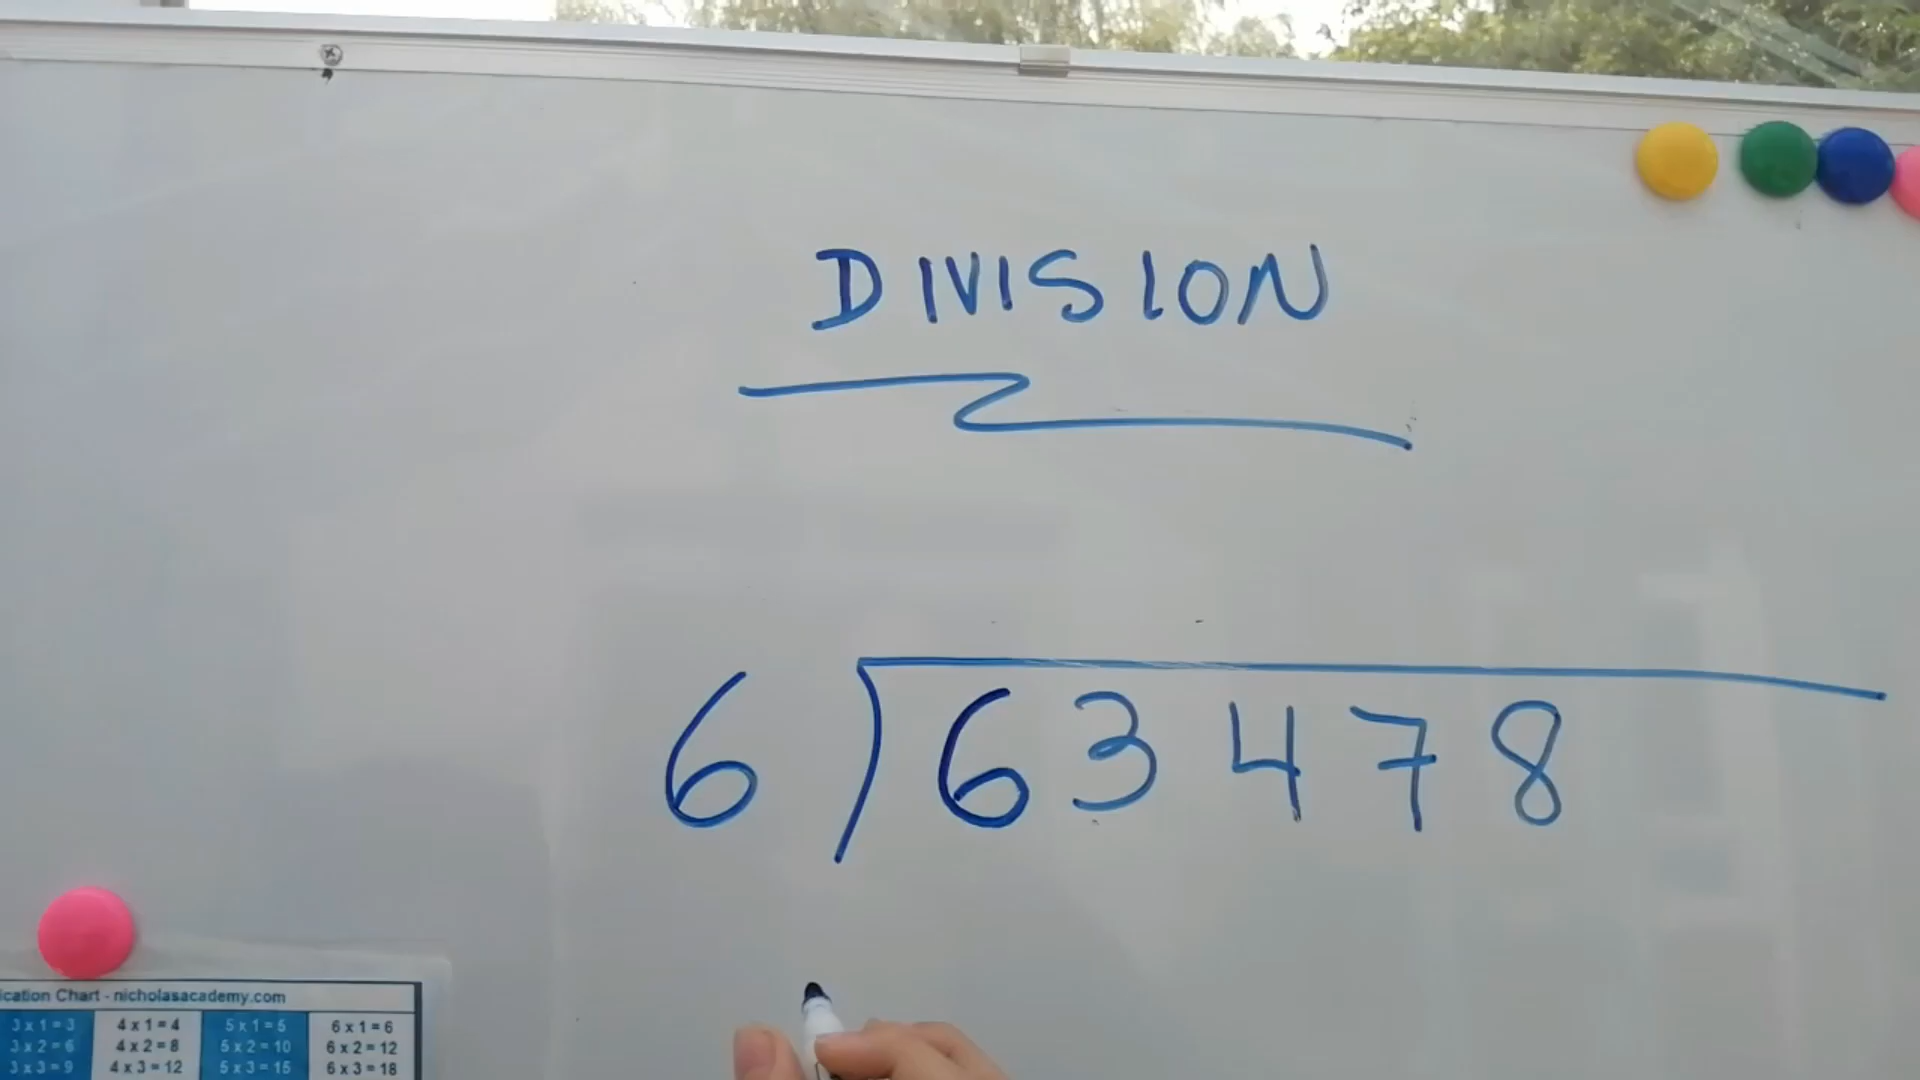 DIVISION
6 ) 63478
ication Chart - nicholasacademy.com
3 x 1 = 3 4 x 1 = 4 5 x 1 = 5 6 x 1 = 6
3 x 2 = 6 4 x 2 = 8 5 x 2 = 10 6 x 2 = 12
3 x 3 = 9 4 x 3 = 12 5 x 3 = 15 6 x 3 = 18